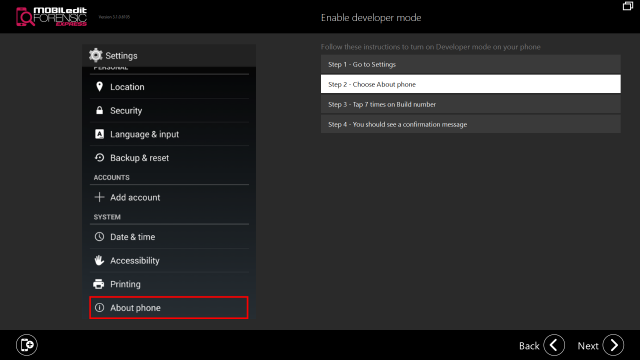 MOBILedit
FORENSIC
EXPRESS
Enable developer mode
Follow these instructions to turn on Developer mode on your phone
Step 1 - Go to Settings
Step 2 - Choose About phone
Step 3 - Tap 7 times on Build number
Step 4 - You should see a confirmation message
Settings
PERSONAL
Location
Security
A Language & input
Backup & reset
ACCOUNTS
Add account
SYSTEM
Date & time
Accessibility
Printing
About phone
Back
Next